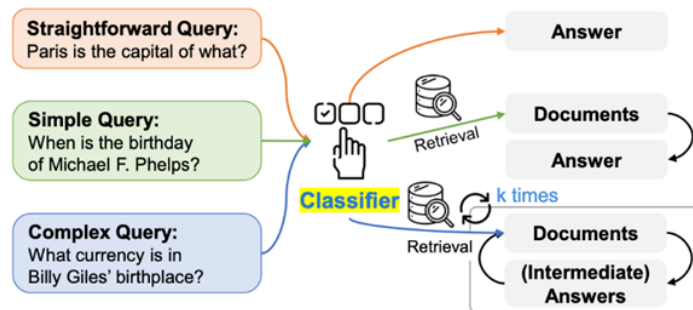 Straightforward Query:
Paris is the capital of what?
Answer
Simple Query:
When is the birthday
of Michael F. Phelps?
Retrieval
Documents
Answer
Classifier
k times
Complex Query:
What currency is in
Billy Giles' birthplace?
Retrieval
Documents
(Intermediate)
Answers